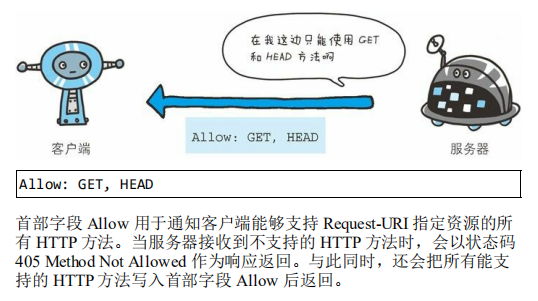 在我这边只能使用 GET
和 HEAD 方法啊
Allow: GET, HEAD
客户端
服务器
Allow: GET, HEAD
首部字段 Allow 用于通知客户端能够支持 Request-URI 指定资源的所
有 HTTP 方法。当服务器接收到不支持的 HTTP 方法时，会以状态码
405 Method Not Allowed 作为响应返回。与此同时，还会把所有能支
持的 HTTP 方法写入首部字段 Allow 后返回。